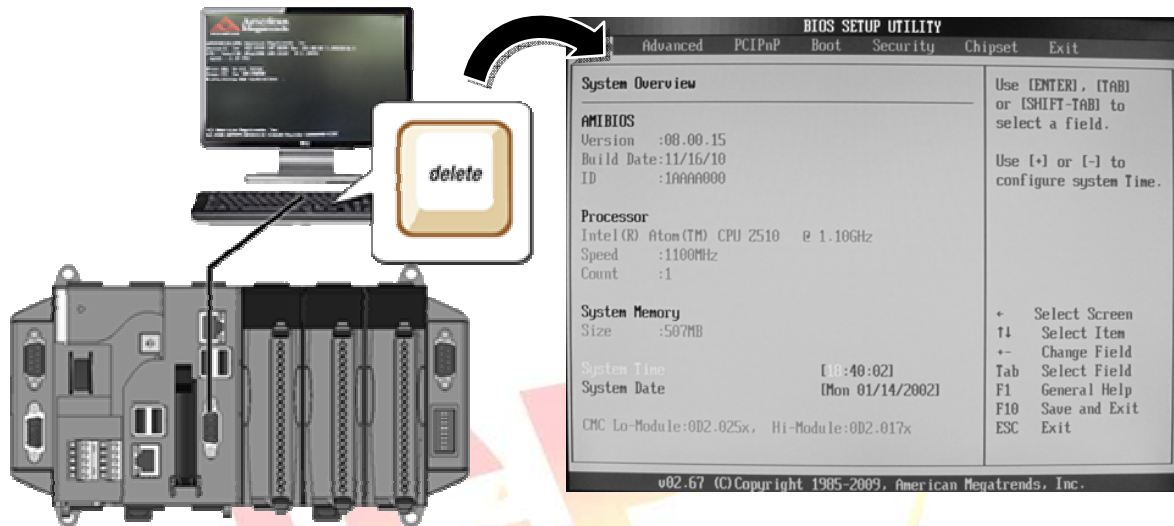 American
Megatrends
delete
BIOS SETUP UTILITY
Advanced PCIPnP Boot Security Chipset Exit
System Overview
AMIBIOS
Version :08.00.15
Build Date:11/16/10
ID :1AAAA000
Processor
Intel(R) Atom(TM) CPU Z510 @ 1.10GHz
Speed :1100MHz
Count :1
System Memory
Size :507MB
System Time [18:40:02]
System Date [Mon 01/14/2002]
CMC Lo-Module:0D2.025x, Hi-Module:0D2.017x
Use [ENTER], [TAB]
or [SHIFT-TAB] to
select a field.
Use [+] or [-] to
configure system Time.
← Select Screen
↑↓ Select Item
+- Change Field
Tab Select Field
F1 General Help
F10 Save and Exit
ESC Exit
v02.67 (C)Copyright 1985-2009, American Megatrends, Inc.